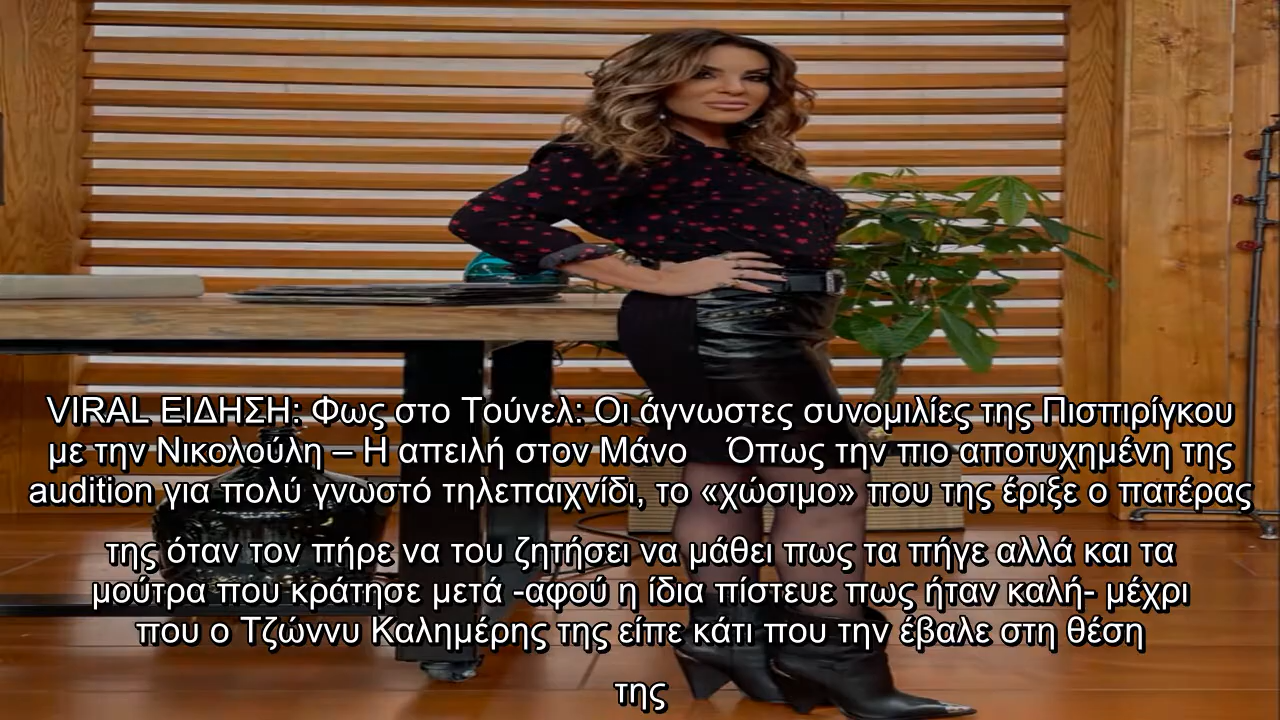 VIRAL ΕΙΔΗΣΗ: Φως στο Τούνελ: Οι άγνωστες συνομιλίες της Πισπιρίγκου
με την Νικολούλη – Η απειλή στον Μάνο    Όπως την πιο αποτυχημένη της
audition για πολύ γνωστό τηλεπαιχνίδι, το «χώσιμο» που της έριξε ο πατέρας
της όταν τον πήρε να του ζητήσει να μάθει πως τα πήγε αλλά και τα
μούτρα που κράτησε μετά -αφού η ίδια πίστευε πως ήταν καλή- μέχρι
που ο Τζώννυ Καλημέρης της είπε κάτι που την έβαλε στη θέση
της